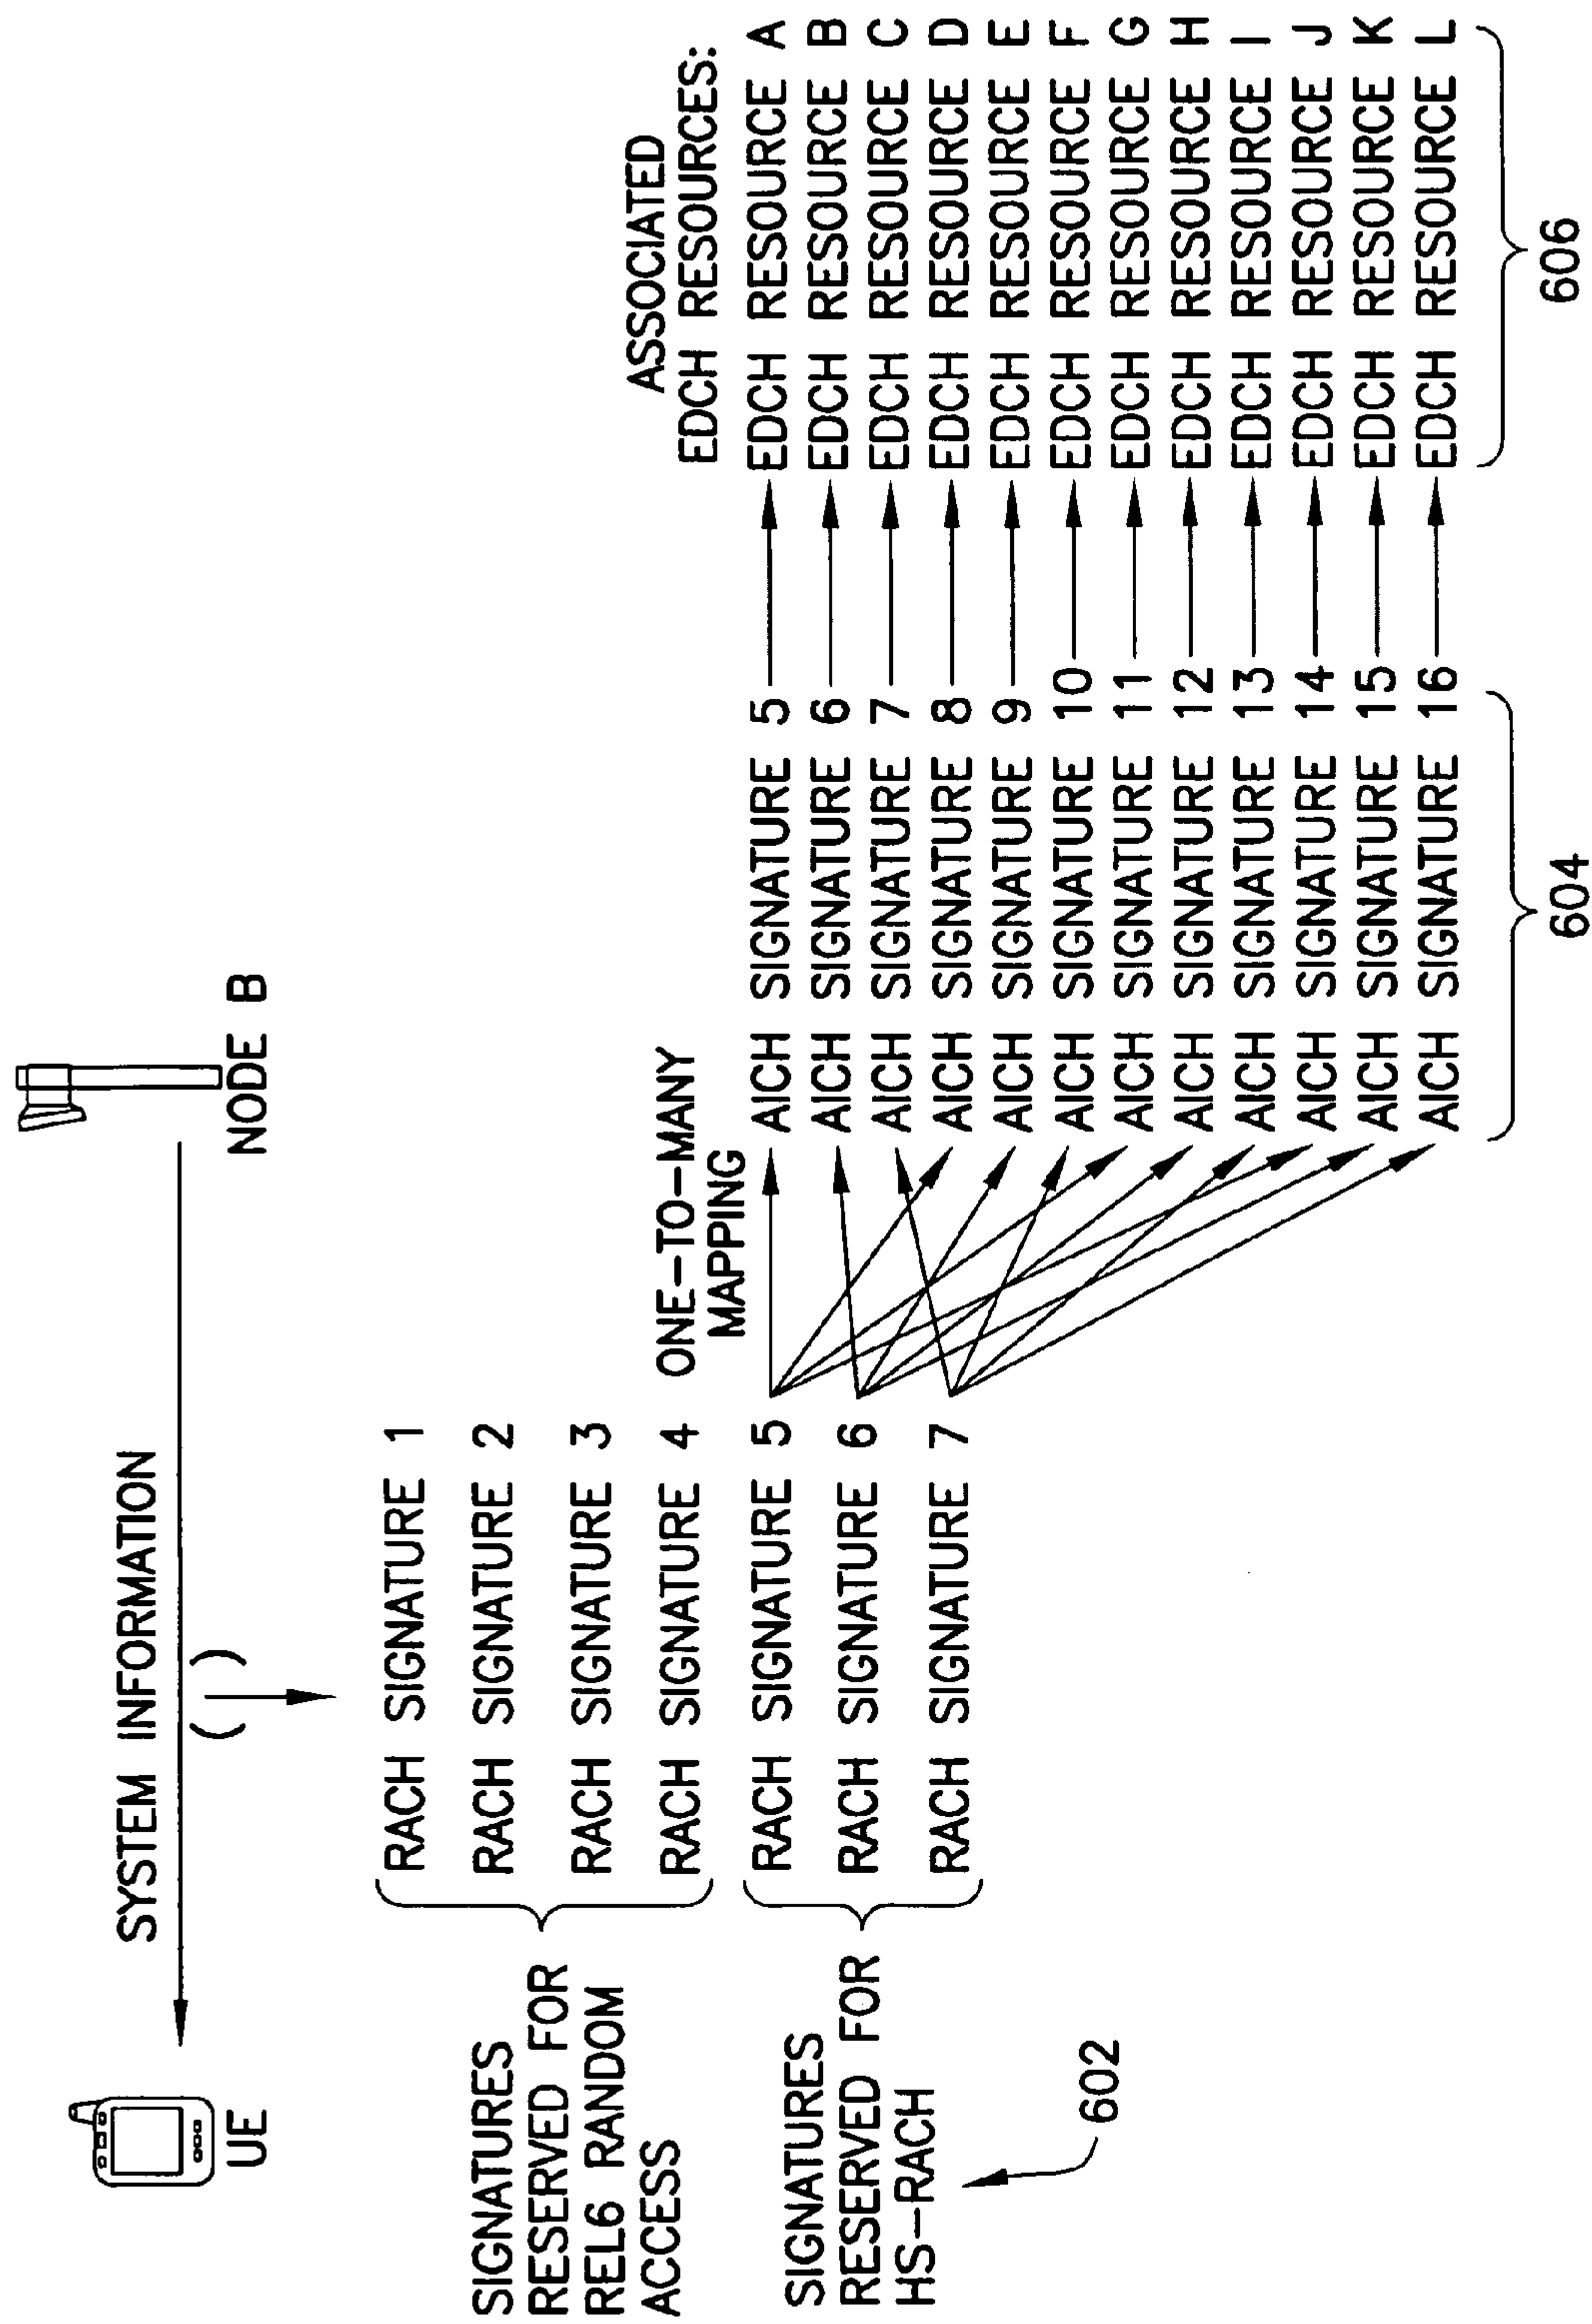 SYSTEM INFORMATION
UE
NODE B
SIGNATURES
RESERVED FOR
REL6 RANDOM
ACCESS
RACH SIGNATURE 1
RACH SIGNATURE 2
RACH SIGNATURE 3
RACH SIGNATURE 4
SIGNATURES
RESERVED FOR
HS-RACH
602
RACH SIGNATURE 5
RACH SIGNATURE 6
RACH SIGNATURE 7
ONE-TO-MANY
MAPPING
AICH SIGNATURE 5
AICH SIGNATURE 6
AICH SIGNATURE 7
AICH SIGNATURE 8
AICH SIGNATURE 9
AICH SIGNATURE 10
AICH SIGNATURE 11
AICH SIGNATURE 12
AICH SIGNATURE 13
AICH SIGNATURE 14
AICH SIGNATURE 15
AICH SIGNATURE 16
604
ASSOCIATED
EDCH RESOURCES:
EDCH RESOURCE A
EDCH RESOURCE B
EDCH RESOURCE C
EDCH RESOURCE D
EDCH RESOURCE E
EDCH RESOURCE F
EDCH RESOURCE G
EDCH RESOURCE H
EDCH RESOURCE I
EDCH RESOURCE J
EDCH RESOURCE K
EDCH RESOURCE L
606